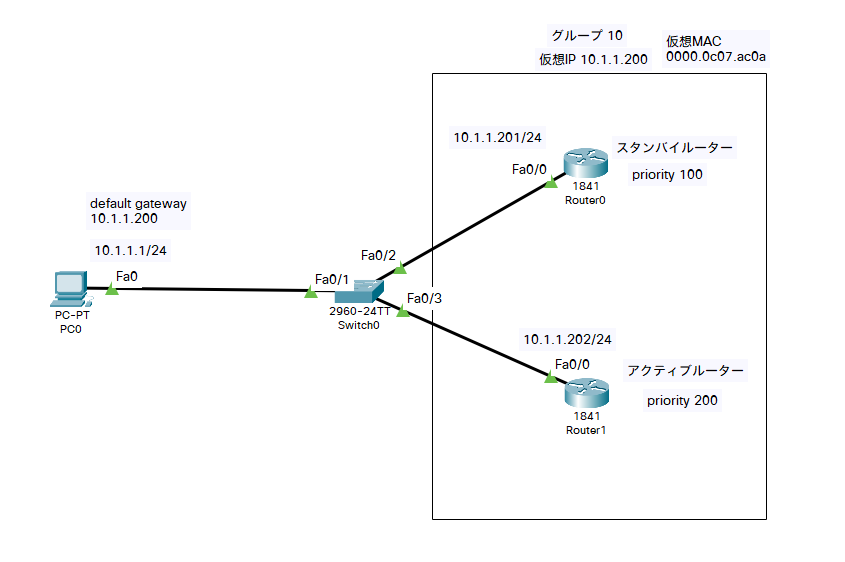 グループ 10
仮想IP 10.1.1.200
仮想MAC
0000.0c07.ac0a
10.1.1.201/24
Fa0/0
スタンバイルーター
priority 100
1841
Router0
default gateway
10.1.1.200
10.1.1.1/24
Fa0
PC-PT
PC0
Fa0/1
Fa0/2
Fa0/3
2960-24TT
Switch0
10.1.1.202/24
Fa0/0
アクティブルーター
priority 200
1841
Router1